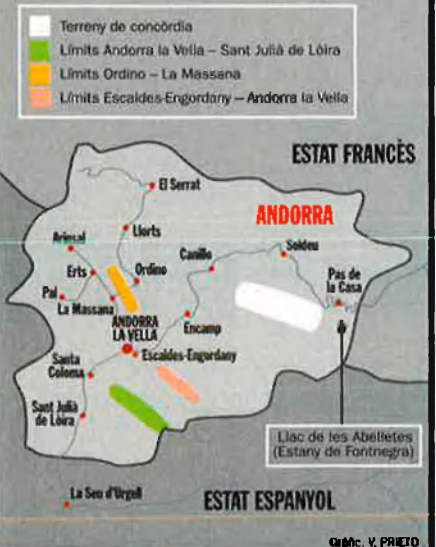 Terreny de concòrdia
Límits Andorra la Vella – Sant Julià de Lòira
Límits Ordino – La Massana
Límits Escaldes-Engordany – Andorra la Vella
ESTAT FRANCÈS
El Serrat
ANDORRA
Arinsal
Llorts
Canillo
Soldeu
Erts
Ordino
Pas de
la Casa
Pal
La Massana
ANDORRA
LA VELLA
Encamp
Santa
Coloma
Escaldes-Engordany
Sant Julià
de Lòira
Llac de les Abelletes
(Estany de Fontnegra)
La Seu d'Urgell
ESTAT ESPANYOL
Gràfic. V. PRIETO